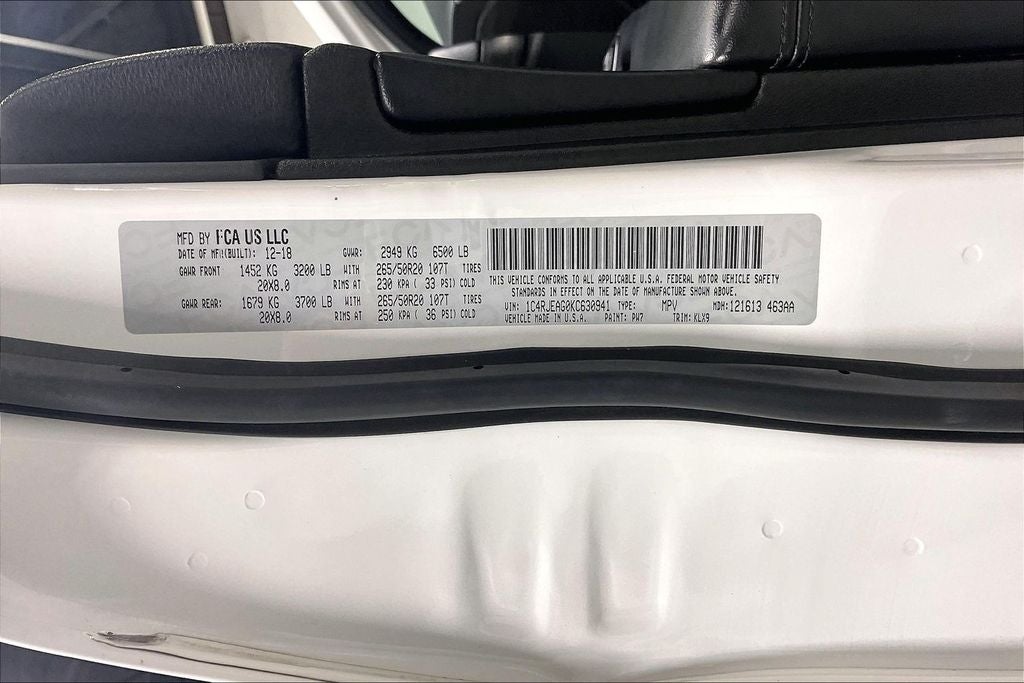 MFD BY FCA US LLC
DATE OF MFR(BUILT): 12-18 GVWR: 2949 KG 6500 LB
GAWR FRONT 1452 KG 3200 LB WITH 265/50R20 107T TIRES
20X8.0 RIMS AT 230 KPA ( 33 PSI) COLD
GAWR REAR: 1679 KG 3700 LB WITH 265/50R20 107T TIRES
20X8.0 RIMS AT 250 KPA ( 36 PSI) COLD
THIS VEHICLE CONFORMS TO ALL APPLICABLE U.S.A. FEDERAL MOTOR VEHICLE SAFETY
STANDARDS IN EFFECT ON THE DATE OF MANUFACTURE SHOWN ABOVE.
VIN: 1C4RJEAG0KC630941 TYPE: MPV MDH: 121613 463AA
VEHICLE MADE IN U.S.A. PAINT: PW7 TRIM: KLX9